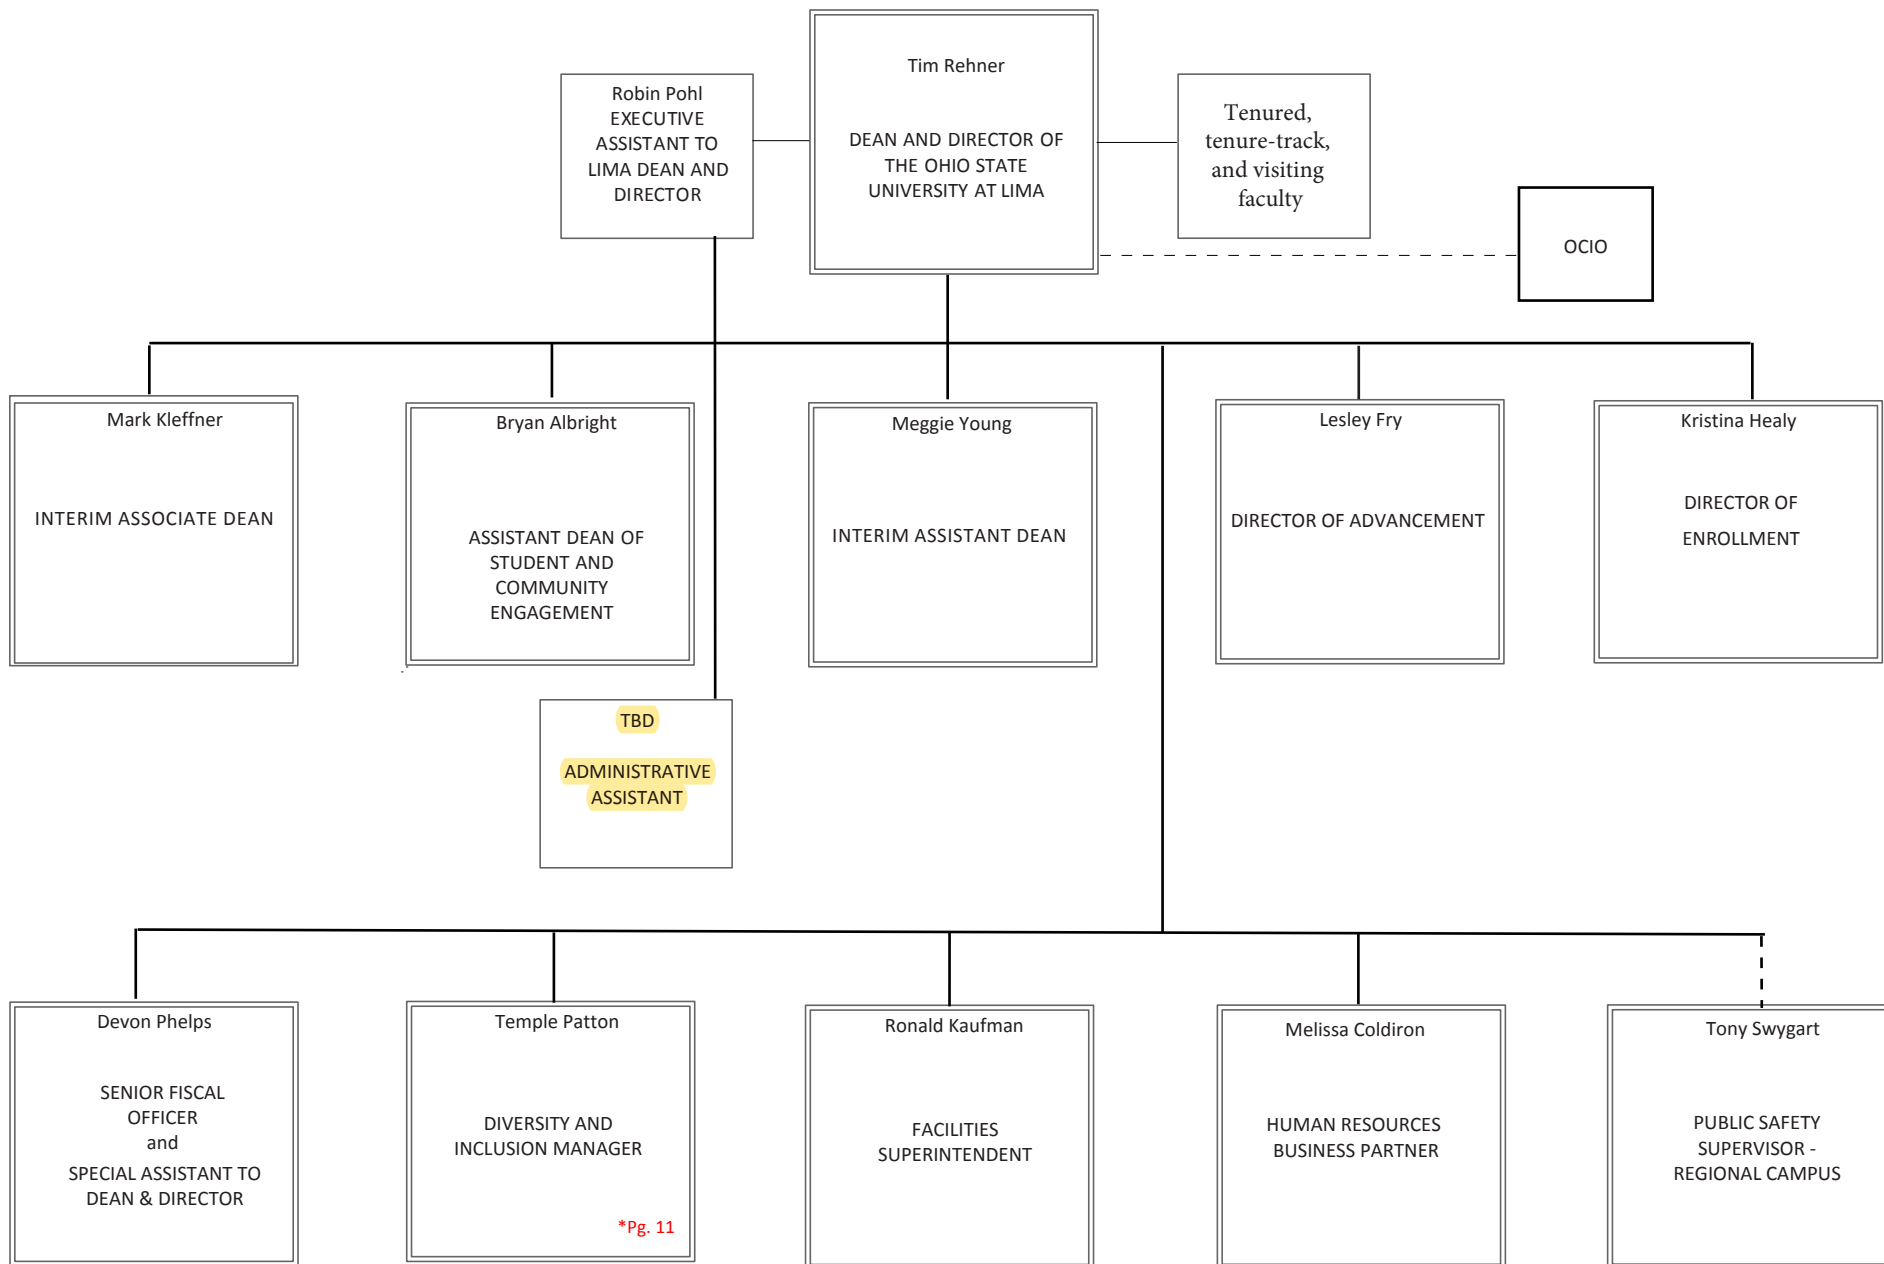 Tim Rehner
DEAN AND DIRECTOR OF
THE OHIO STATE
UNIVERSITY AT LIMA
Robin Pohl
EXECUTIVE
ASSISTANT TO
LIMA DEAN AND
DIRECTOR
Tenured,
tenure-track,
and visiting
faculty
OCIO
Mark Kleffner
INTERIM ASSOCIATE DEAN
Bryan Albright
ASSISTANT DEAN OF
STUDENT AND
COMMUNITY
ENGAGEMENT
Meggie Young
INTERIM ASSISTANT DEAN
Lesley Fry
DIRECTOR OF ADVANCEMENT
Kristina Healy
DIRECTOR OF
ENROLLMENT
TBD
ADMINISTRATIVE
ASSISTANT
Devon Phelps
SENIOR FISCAL
OFFICER
and
SPECIAL ASSISTANT TO
DEAN & DIRECTOR
Temple Patton
DIVERSITY AND
INCLUSION MANAGER
*Pg. 11
Ronald Kaufman
FACILITIES
SUPERINTENDENT
Melissa Coldiron
HUMAN RESOURCES
BUSINESS PARTNER
Tony Swygart
PUBLIC SAFETY
SUPERVISOR -
REGIONAL CAMPUS